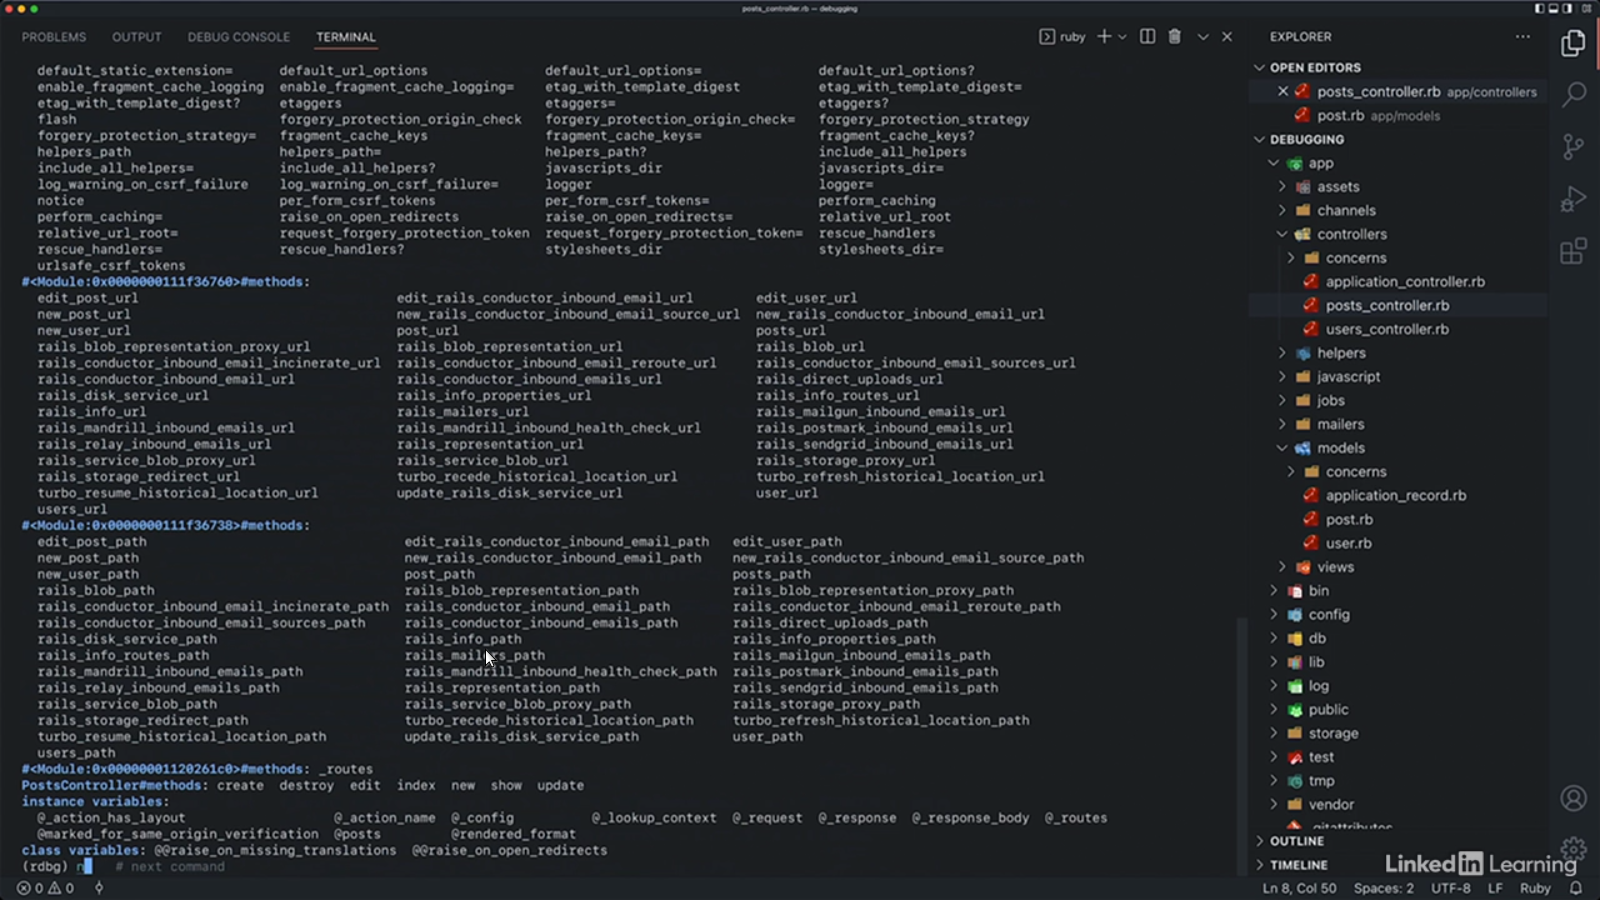 posts_controller.rb — debugging
PROBLEMS OUTPUT DEBUG CONSOLE TERMINAL
ruby
default_static_extension= default_url_options default_url_options= default_url_options?
enable_fragment_cache_logging enable_fragment_cache_logging= etag_with_template_digest etag_with_template_digest=
etag_with_template_digest? etaggers etaggers= etaggers?
flash forgery_protection_origin_check forgery_protection_origin_check= forgery_protection_strategy
forgery_protection_strategy= fragment_cache_keys fragment_cache_keys= fragment_cache_keys?
helpers_path helpers_path= helpers_path? include_all_helpers
include_all_helpers= include_all_helpers? javascripts_dir javascripts_dir=
log_warning_on_csrf_failure log_warning_on_csrf_failure= logger logger=
notice per_form_csrf_tokens per_form_csrf_tokens= perform_caching
perform_caching= raise_on_open_redirects raise_on_open_redirects= relative_url_root
relative_url_root= request_forgery_protection_token request_forgery_protection_token= rescue_handlers
rescue_handlers= rescue_handlers? stylesheets_dir stylesheets_dir=
urlsafe_csrf_tokens
#<Module:0x0000000111f36760>#methods:
edit_post_url edit_rails_conductor_inbound_email_url edit_user_url
new_post_url new_rails_conductor_inbound_email_source_url new_rails_conductor_inbound_email_url
new_user_url post_url posts_url
rails_blob_representation_proxy_url rails_blob_representation_url rails_blob_url
rails_conductor_inbound_email_incinerate_url rails_conductor_inbound_email_reroute_url rails_conductor_inbound_email_sources_url
rails_conductor_inbound_email_url rails_conductor_inbound_emails_url rails_direct_uploads_url
rails_disk_service_url rails_info_properties_url rails_info_routes_url
rails_info_url rails_mailers_url rails_mailgun_inbound_emails_url
rails_mandrill_inbound_emails_url rails_mandrill_inbound_health_check_url rails_postmark_inbound_emails_url
rails_relay_inbound_emails_url rails_representation_url rails_sendgrid_inbound_emails_url
rails_service_blob_proxy_url rails_service_blob_url rails_storage_proxy_url
rails_storage_redirect_url turbo_recede_historical_location_url turbo_refresh_historical_location_url
turbo_resume_historical_location_url update_rails_disk_service_url user_url
users_url
#<Module:0x0000000111f36738>#methods:
edit_post_path edit_rails_conductor_inbound_email_path edit_user_path
new_post_path new_rails_conductor_inbound_email_path new_rails_conductor_inbound_email_source_path
new_user_path post_path posts_path
rails_blob_path rails_blob_representation_path rails_blob_representation_proxy_path
rails_conductor_inbound_email_incinerate_path rails_conductor_inbound_email_path rails_conductor_inbound_email_reroute_path
rails_conductor_inbound_email_sources_path rails_conductor_inbound_emails_path rails_direct_uploads_path
rails_disk_service_path rails_info_path rails_info_properties_path
rails_info_routes_path rails_mailers_path rails_mailgun_inbound_emails_path
rails_mandrill_inbound_emails_path rails_mandrill_inbound_health_check_path rails_postmark_inbound_emails_path
rails_relay_inbound_emails_path rails_representation_path rails_sendgrid_inbound_emails_path
rails_service_blob_path rails_service_blob_proxy_path rails_storage_proxy_path
rails_storage_redirect_path turbo_recede_historical_location_path turbo_refresh_historical_location_path
turbo_resume_historical_location_path update_rails_disk_service_path user_path
users_path
#<Module:0x00000001120261c0>#methods: _routes
PostsController#methods: create destroy edit index new show update
instance variables:
@_action_has_layout @_action_name @_config @_lookup_context @_request @_response @_response_body @_routes
@marked_for_same_origin_verification @posts @rendered_format
class variables: @@raise_on_missing_translations @@raise_on_open_redirects
(rdbg) n # next command
EXPLORER
OPEN EDITORS
posts_controller.rb app/controllers
post.rb app/models
DEBUGGING
app
assets
channels
controllers
concerns
application_controller.rb
posts_controller.rb
users_controller.rb
helpers
javascript
jobs
mailers
models
concerns
application_record.rb
post.rb
user.rb
views
bin
config
db
lib
log
public
storage
test
tmp
vendor
.gitattributes
OUTLINE
TIMELINE
LinkedIn Learning
0 0
Ln 8, Col 50 Spaces: 2 UTF-8 LF Ruby